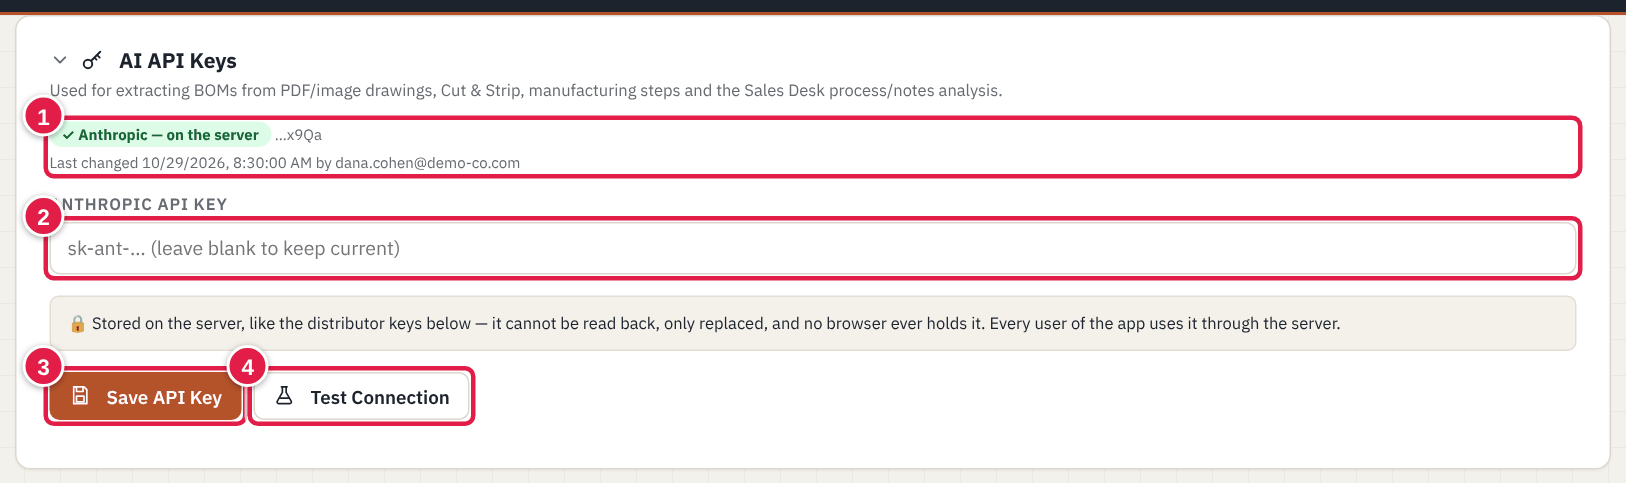 AI API Keys
Used for extracting BOMs from PDF/image drawings, Cut & Strip, manufacturing steps and the Sales Desk process/notes analysis.
1
✓ Anthropic — on the server ...x9Qa
Last changed 10/29/2026, 8:30:00 AM by dana.cohen@demo-co.com
NTHROPIC API KEY
2
sk-ant-... (leave blank to keep current)
🔒 Stored on the server, like the distributor keys below — it cannot be read back, only replaced, and no browser ever holds it. Every user of the app uses it through the server.
3 4
Save API Key Test Connection